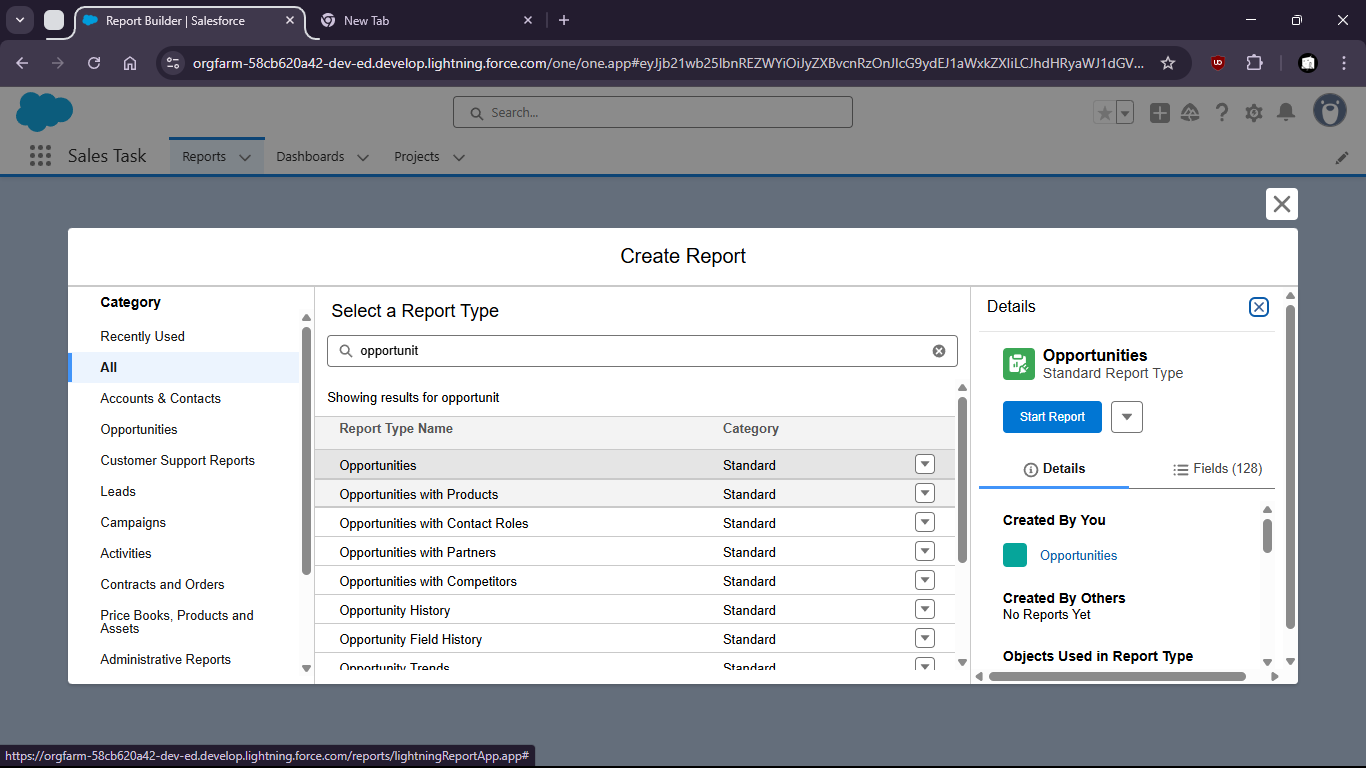 Report Builder | Salesforce
New Tab
orgfarm-58cb620a42-dev-ed.develop.lightning.force.com/one/one.app#eyJjb21wb25lbnREZWYiOiJyZXBvcnRzOnJlcG9ydEJ1aWxkZXIiLCJhdHRyaWJ1dGV...
Search...
Sales Task
Reports
Dashboards
Projects
Create Report
Category
Recently Used
All
Accounts & Contacts
Opportunities
Customer Support Reports
Leads
Campaigns
Activities
Contracts and Orders
Price Books, Products and
Assets
Administrative Reports
Select a Report Type
opportunit
Showing results for opportunit
Report Type Name Category
Opportunities Standard
Opportunities with Products Standard
Opportunities with Contact Roles Standard
Opportunities with Partners Standard
Opportunities with Competitors Standard
Opportunity History Standard
Opportunity Field History Standard
Opportunity Trends Standard
Details
Opportunities
Standard Report Type
Start Report
Details
Fields (128)
Created By You
Opportunities
Created By Others
No Reports Yet
Objects Used in Report Type
https://orgfarm-58cb620a42-dev-ed.develop.lightning.force.com/reports/lightningReportApp.app#